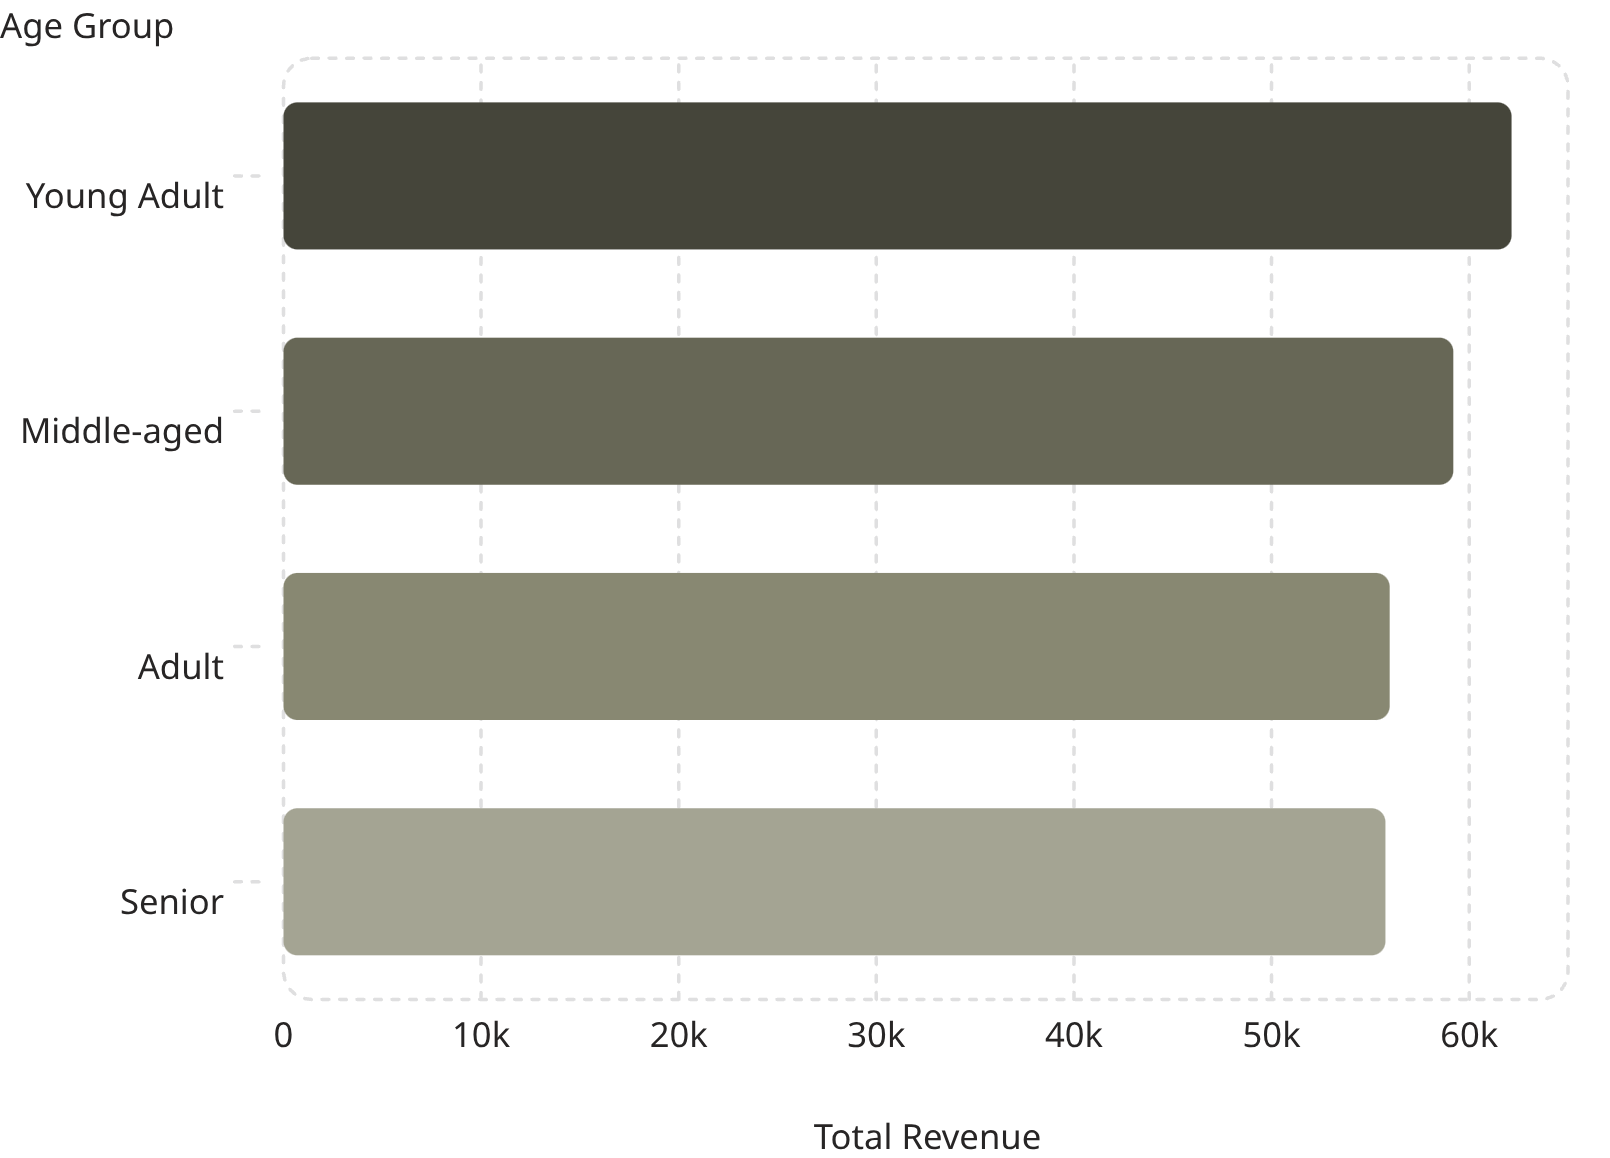 Age Group
Young Adult
Middle-aged
Adult
Senior
0 10k 20k 30k 40k 50k 60k
Total Revenue